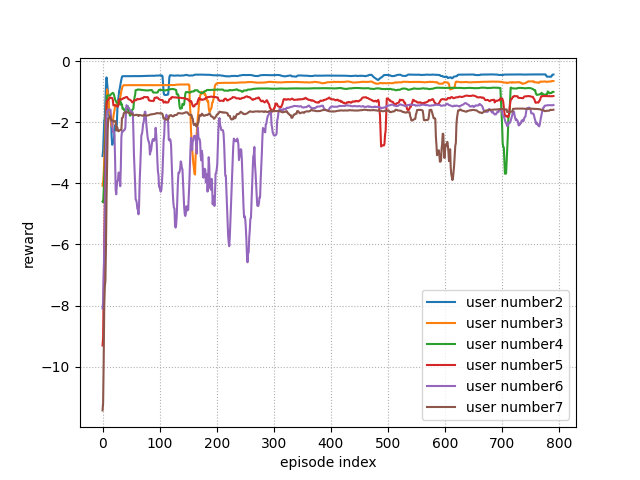 0
−2
−4
−6
−8
−10
reward
0 100 200 300 400 500 600 700 800
episode index
user number2
user number3
user number4
user number5
user number6
user number7